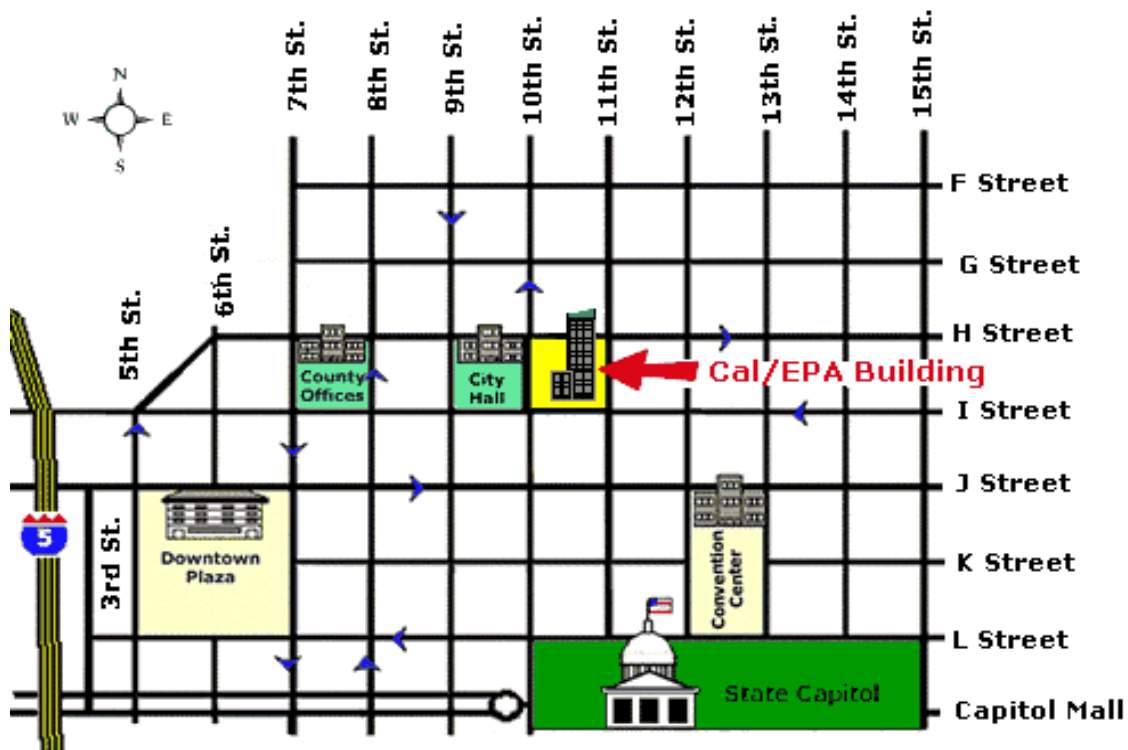 7th St.
8th St.
9th St.
10th St.
11th St.
12th St.
13th St.
14th St.
15th St.
N
W E
S
F Street
6th St.
G Street
5th St.
H Street
County
Offices
City
Hall
Cal/EPA Building
I Street
J Street
3rd St.
5
Downtown
Plaza
Convention
Center
K Street
L Street
State Capitol
Capitol Mall